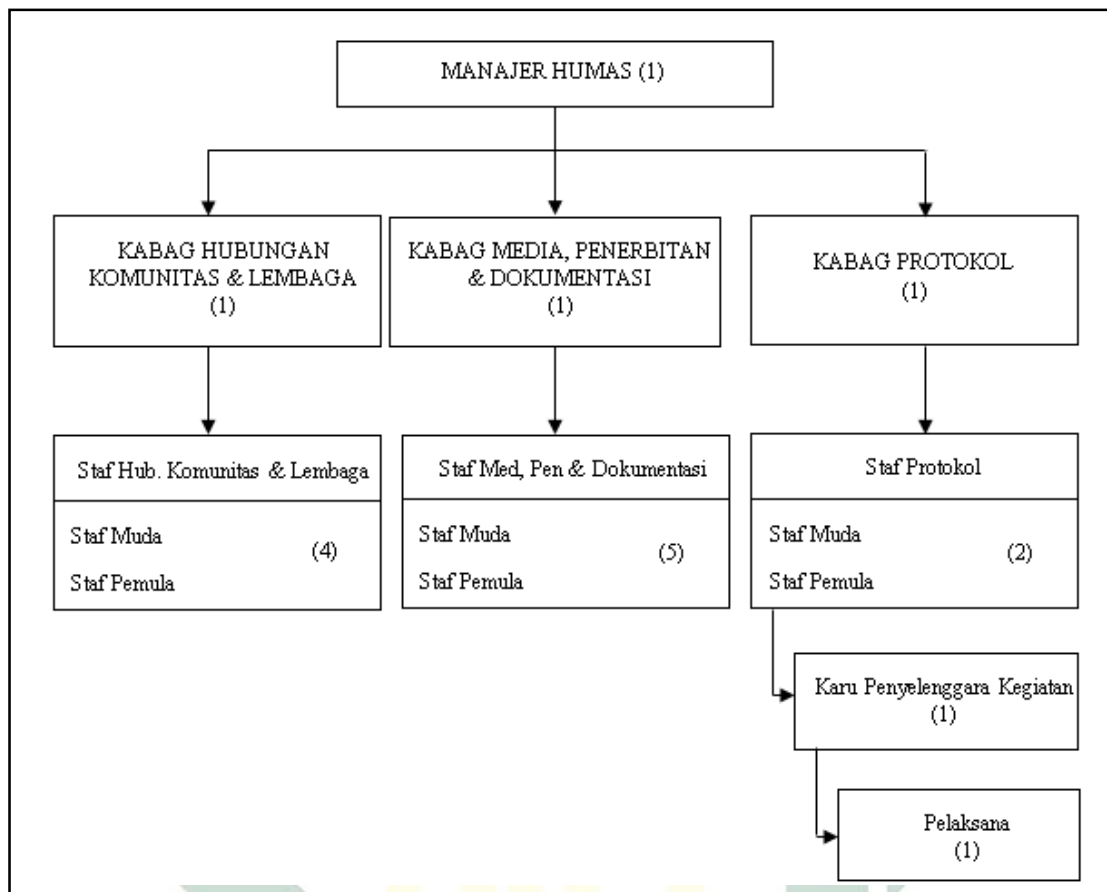 MANAJER HUMAS (1)
KABAG HUBUNGAN
KOMUNITAS & LEMBAGA
(1)
KABAG MEDIA, PENERBITAN
& DOKUMENTASI
(1)
KABAG PROTOKOL
(1)
Staf Hub. Komunitas & Lembaga
Staf Muda
(4)
Staf Pemula
Staf Med, Pen & Dokumentasi
Staf Muda
(5)
Staf Pemula
Staf Protokol
Staf Muda
(2)
Staf Pemula
Karu Penyelenggara Kegiatan
(1)
Pelaksana
(1)